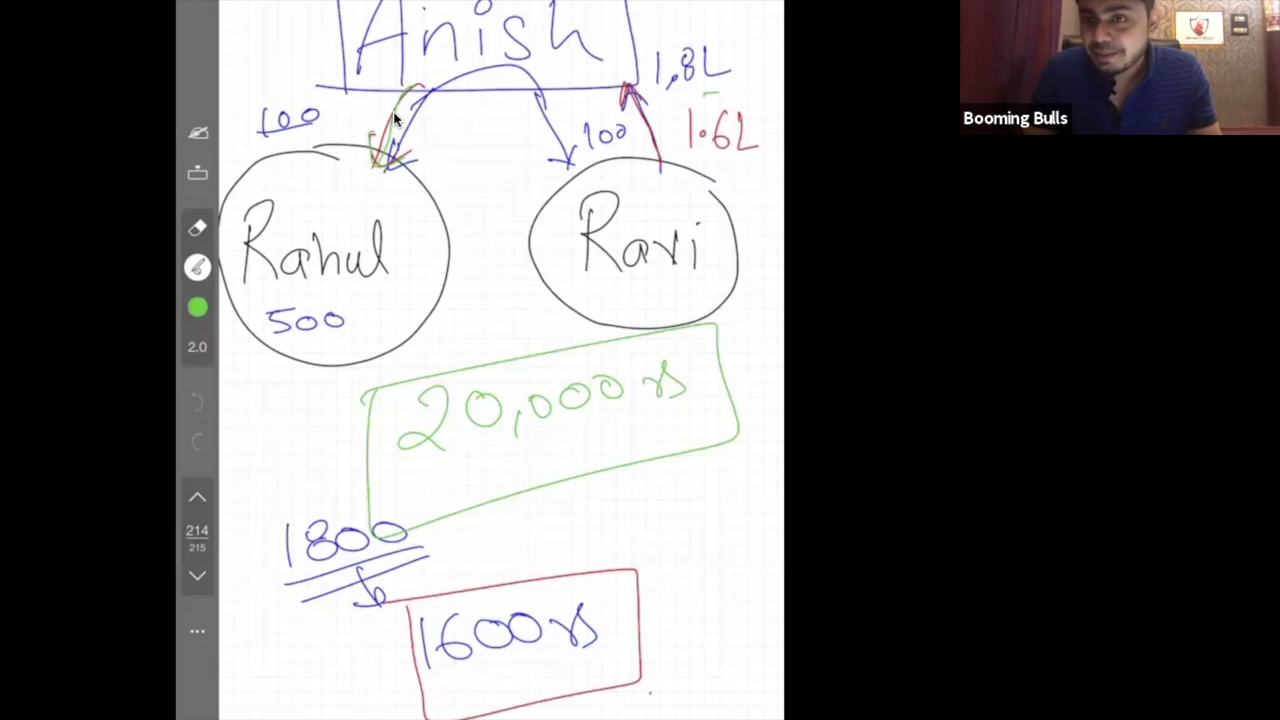 Anish
1.8L
100
100
1.6L
Booming Bulls
Rahul
Ravi
500
20,000 rs
2.0
1800
214
215
1600 rs